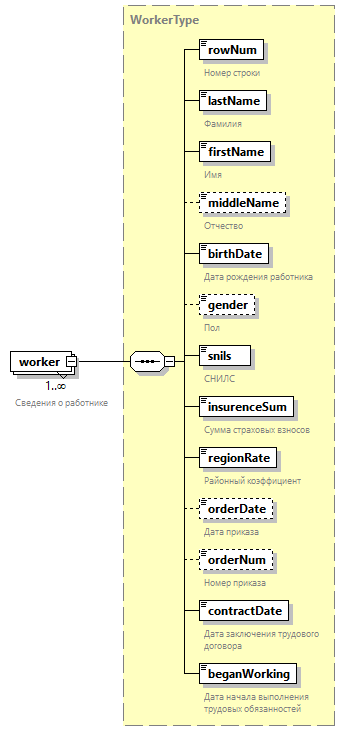 WorkerType
rowNum
Номер строки
lastName
Фамилия
firstName
Имя
middleName
Отчество
birthDate
Дата рождения работника
gender
Пол
worker
1..∞
Сведения о работнике
snils
СНИЛС
insurenceSum
Сумма страховых взносов
regionRate
Районный коэффициент
orderDate
Дата приказа
orderNum
Номер приказа
contractDate
Дата заключения трудового
договора
beganWorking
Дата начала выполнения
трудовых обязанностей